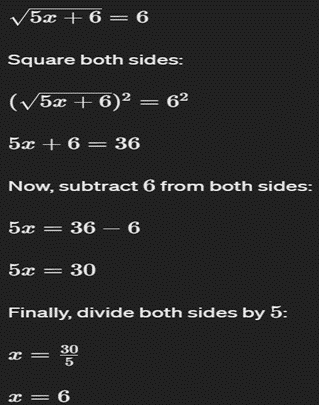 √5x + 6 = 6
Square both sides:
(√5x + 6)² = 6²
5x + 6 = 36
Now, subtract 6 from both sides:
5x = 36 − 6
5x = 30
Finally, divide both sides by 5:
x = 30/5
x = 6